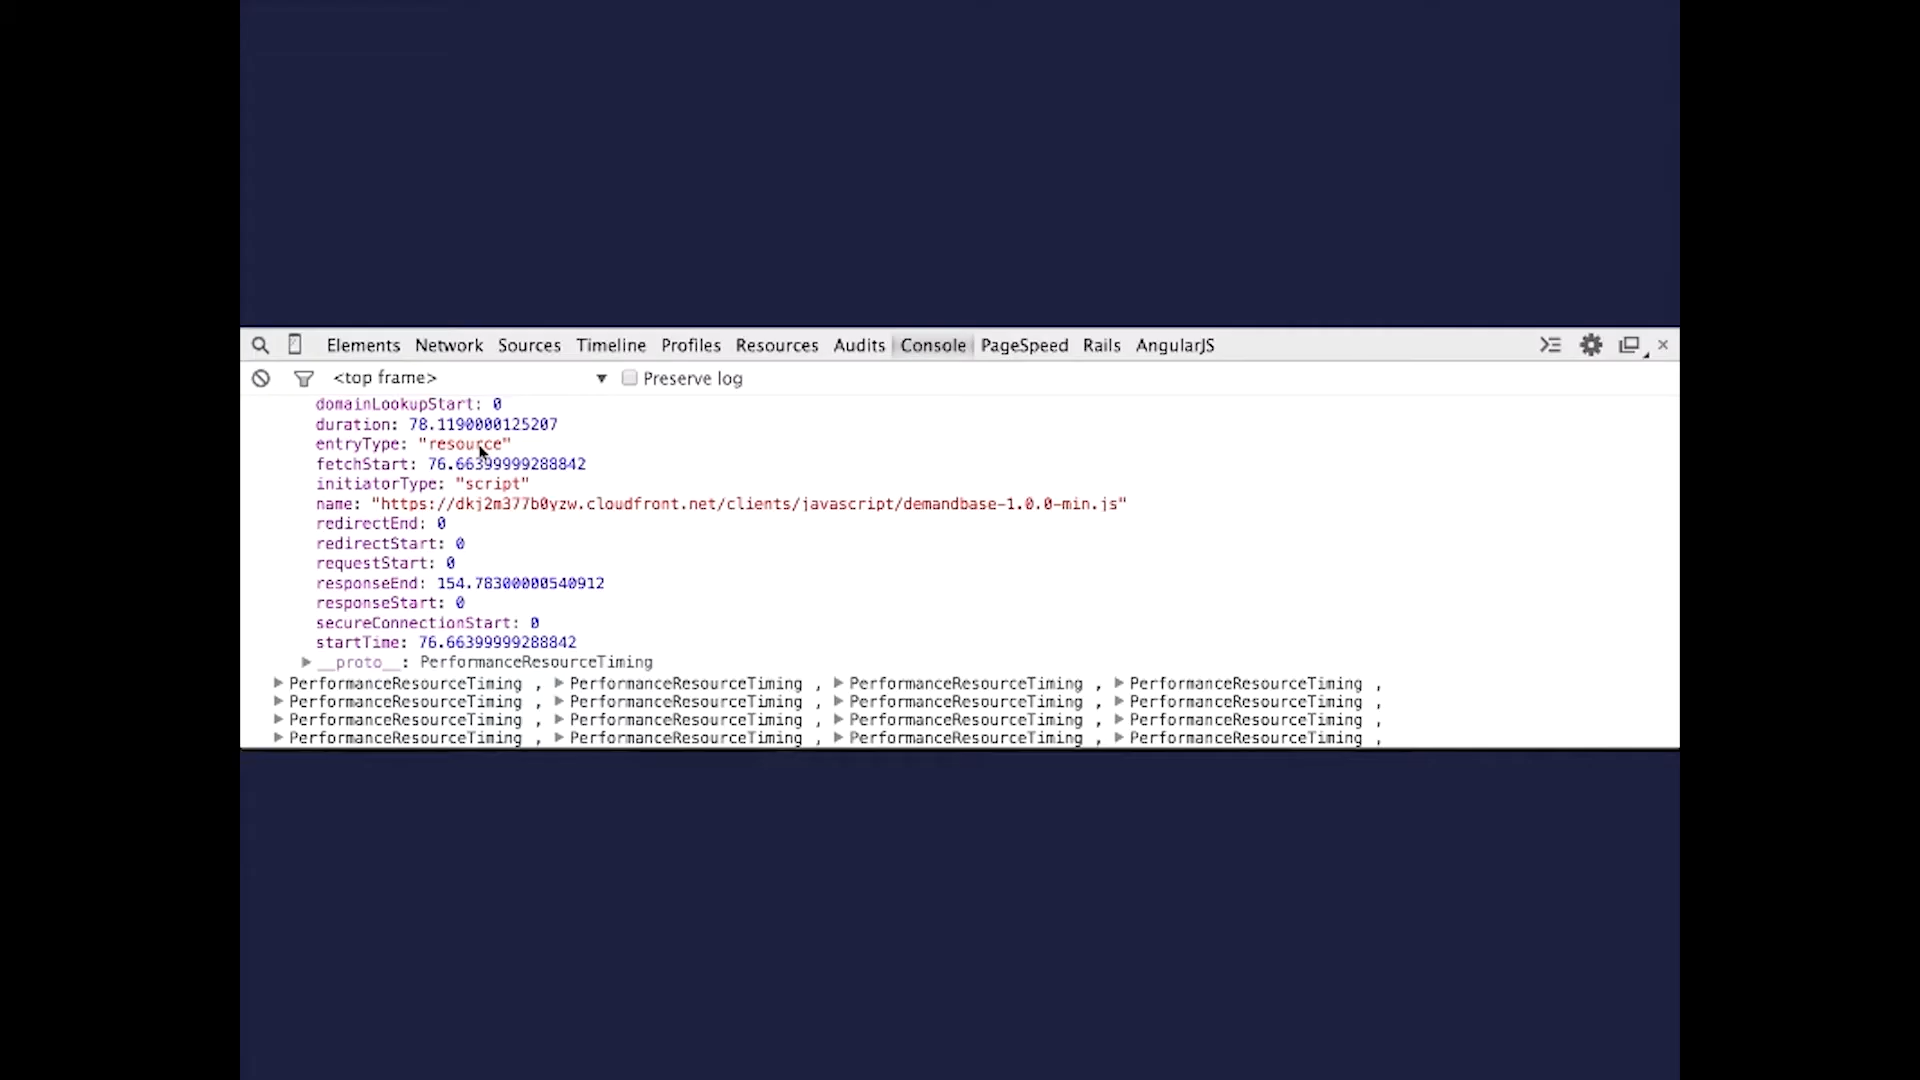 Elements Network Sources Timeline Profiles Resources Audits Console PageSpeed Rails AngularJS
<top frame> Preserve log
domainLookupStart: 0
duration: 78.1190000125207
entryType: "resource"
fetchStart: 76.66399999288842
initiatorType: "script"
name: "https://dkj2m377b0yzw.cloudfront.net/clients/javascript/demandbase-1.0.0-min.js"
redirectEnd: 0
redirectStart: 0
requestStart: 0
responseEnd: 154.78300000540912
responseStart: 0
secureConnectionStart: 0
startTime: 76.66399999288842
__proto__: PerformanceResourceTiming
PerformanceResourceTiming , PerformanceResourceTiming , PerformanceResourceTiming , PerformanceResourceTiming ,
PerformanceResourceTiming , PerformanceResourceTiming , PerformanceResourceTiming , PerformanceResourceTiming ,
PerformanceResourceTiming , PerformanceResourceTiming , PerformanceResourceTiming , PerformanceResourceTiming ,
PerformanceResourceTiming , PerformanceResourceTiming , PerformanceResourceTiming , PerformanceResourceTiming ,